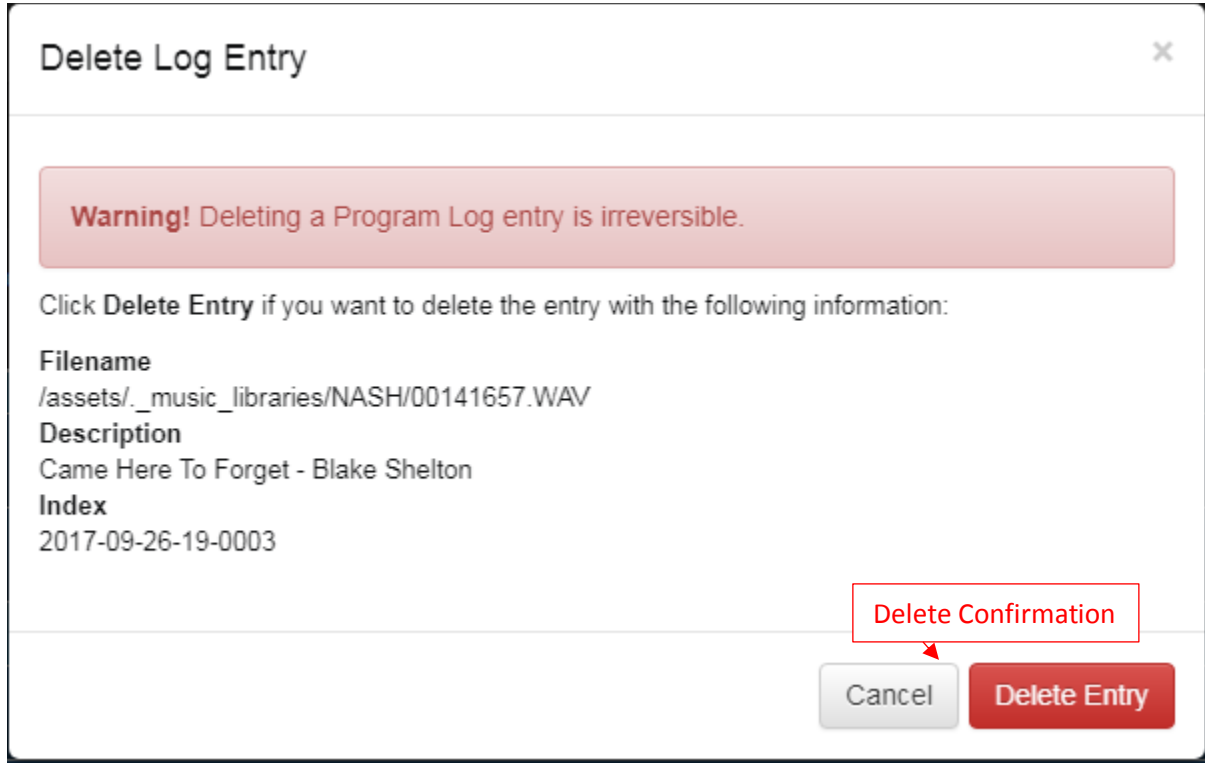 Delete Log Entry ×
Warning! Deleting a Program Log entry is irreversible.
Click Delete Entry if you want to delete the entry with the following information:
Filename
/assets/._music_libraries/NASH/00141657.WAV
Description
Came Here To Forget - Blake Shelton
Index
2017-09-26-19-0003
Delete Confirmation
Cancel Delete Entry